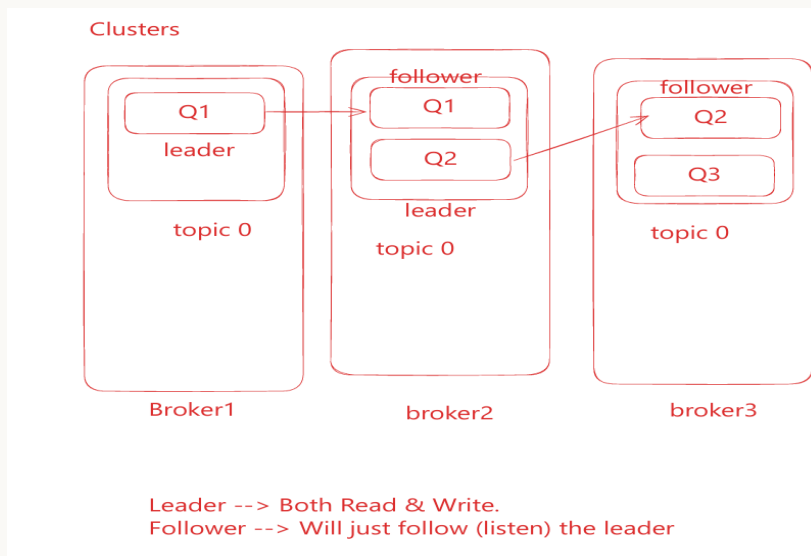 Clusters
Q1
leader
topic 0
Broker1
follower
Q1
Q2
leader
topic 0
broker2
follower
Q2
Q3
topic 0
broker3
Leader --> Both Read & Write.
Follower --> Will just follow (listen) the leader